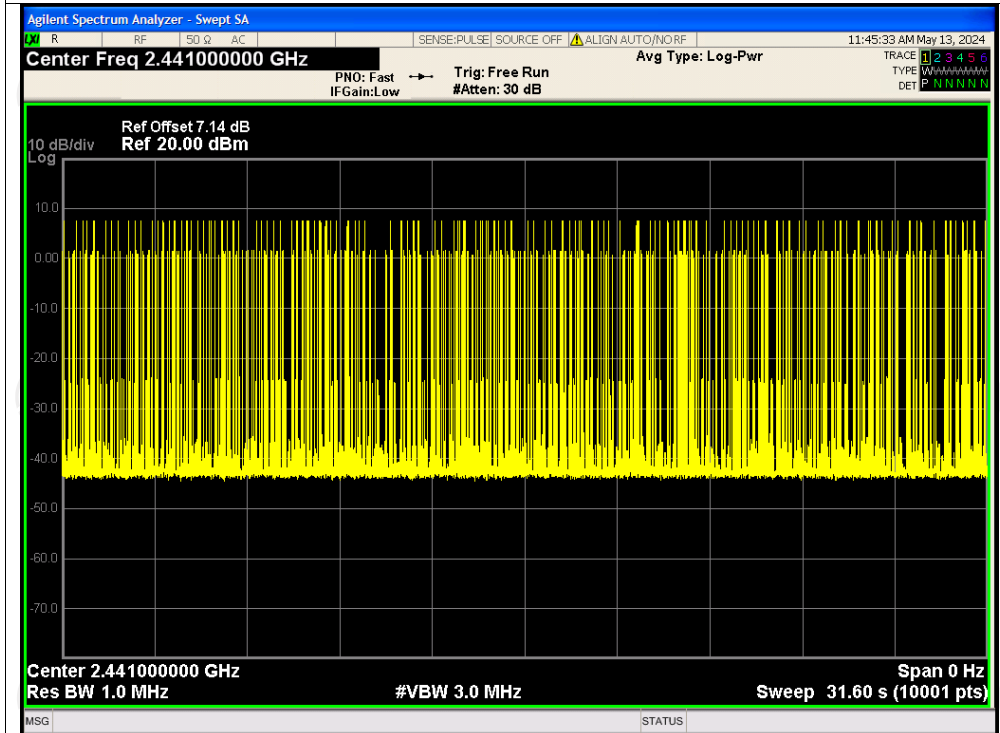 Agilent Spectrum Analyzer - Swept SA
LXI R RF 50 Ω AC SENSE:PULSE SOURCE OFF ALIGN AUTO/NO RF 11:45:33 AM May 13, 2024
Center Freq 2.441000000 GHz
PNO: Fast
IFGain:Low
Trig: Free Run
#Atten: 30 dB
Avg Type: Log-Pwr
TRACE 1 2 3 4 5 6
TYPE W
DET P N N N N N
10 dB/div
Log
Ref Offset 7.14 dB
Ref 20.00 dBm
10.0
0.00
-10.0
-20.0
-30.0
-40.0
-50.0
-60.0
-70.0
Center 2.441000000 GHz Span 0 Hz
Res BW 1.0 MHz #VBW 3.0 MHz Sweep 31.60 s (10001 pts)
MSG STATUS